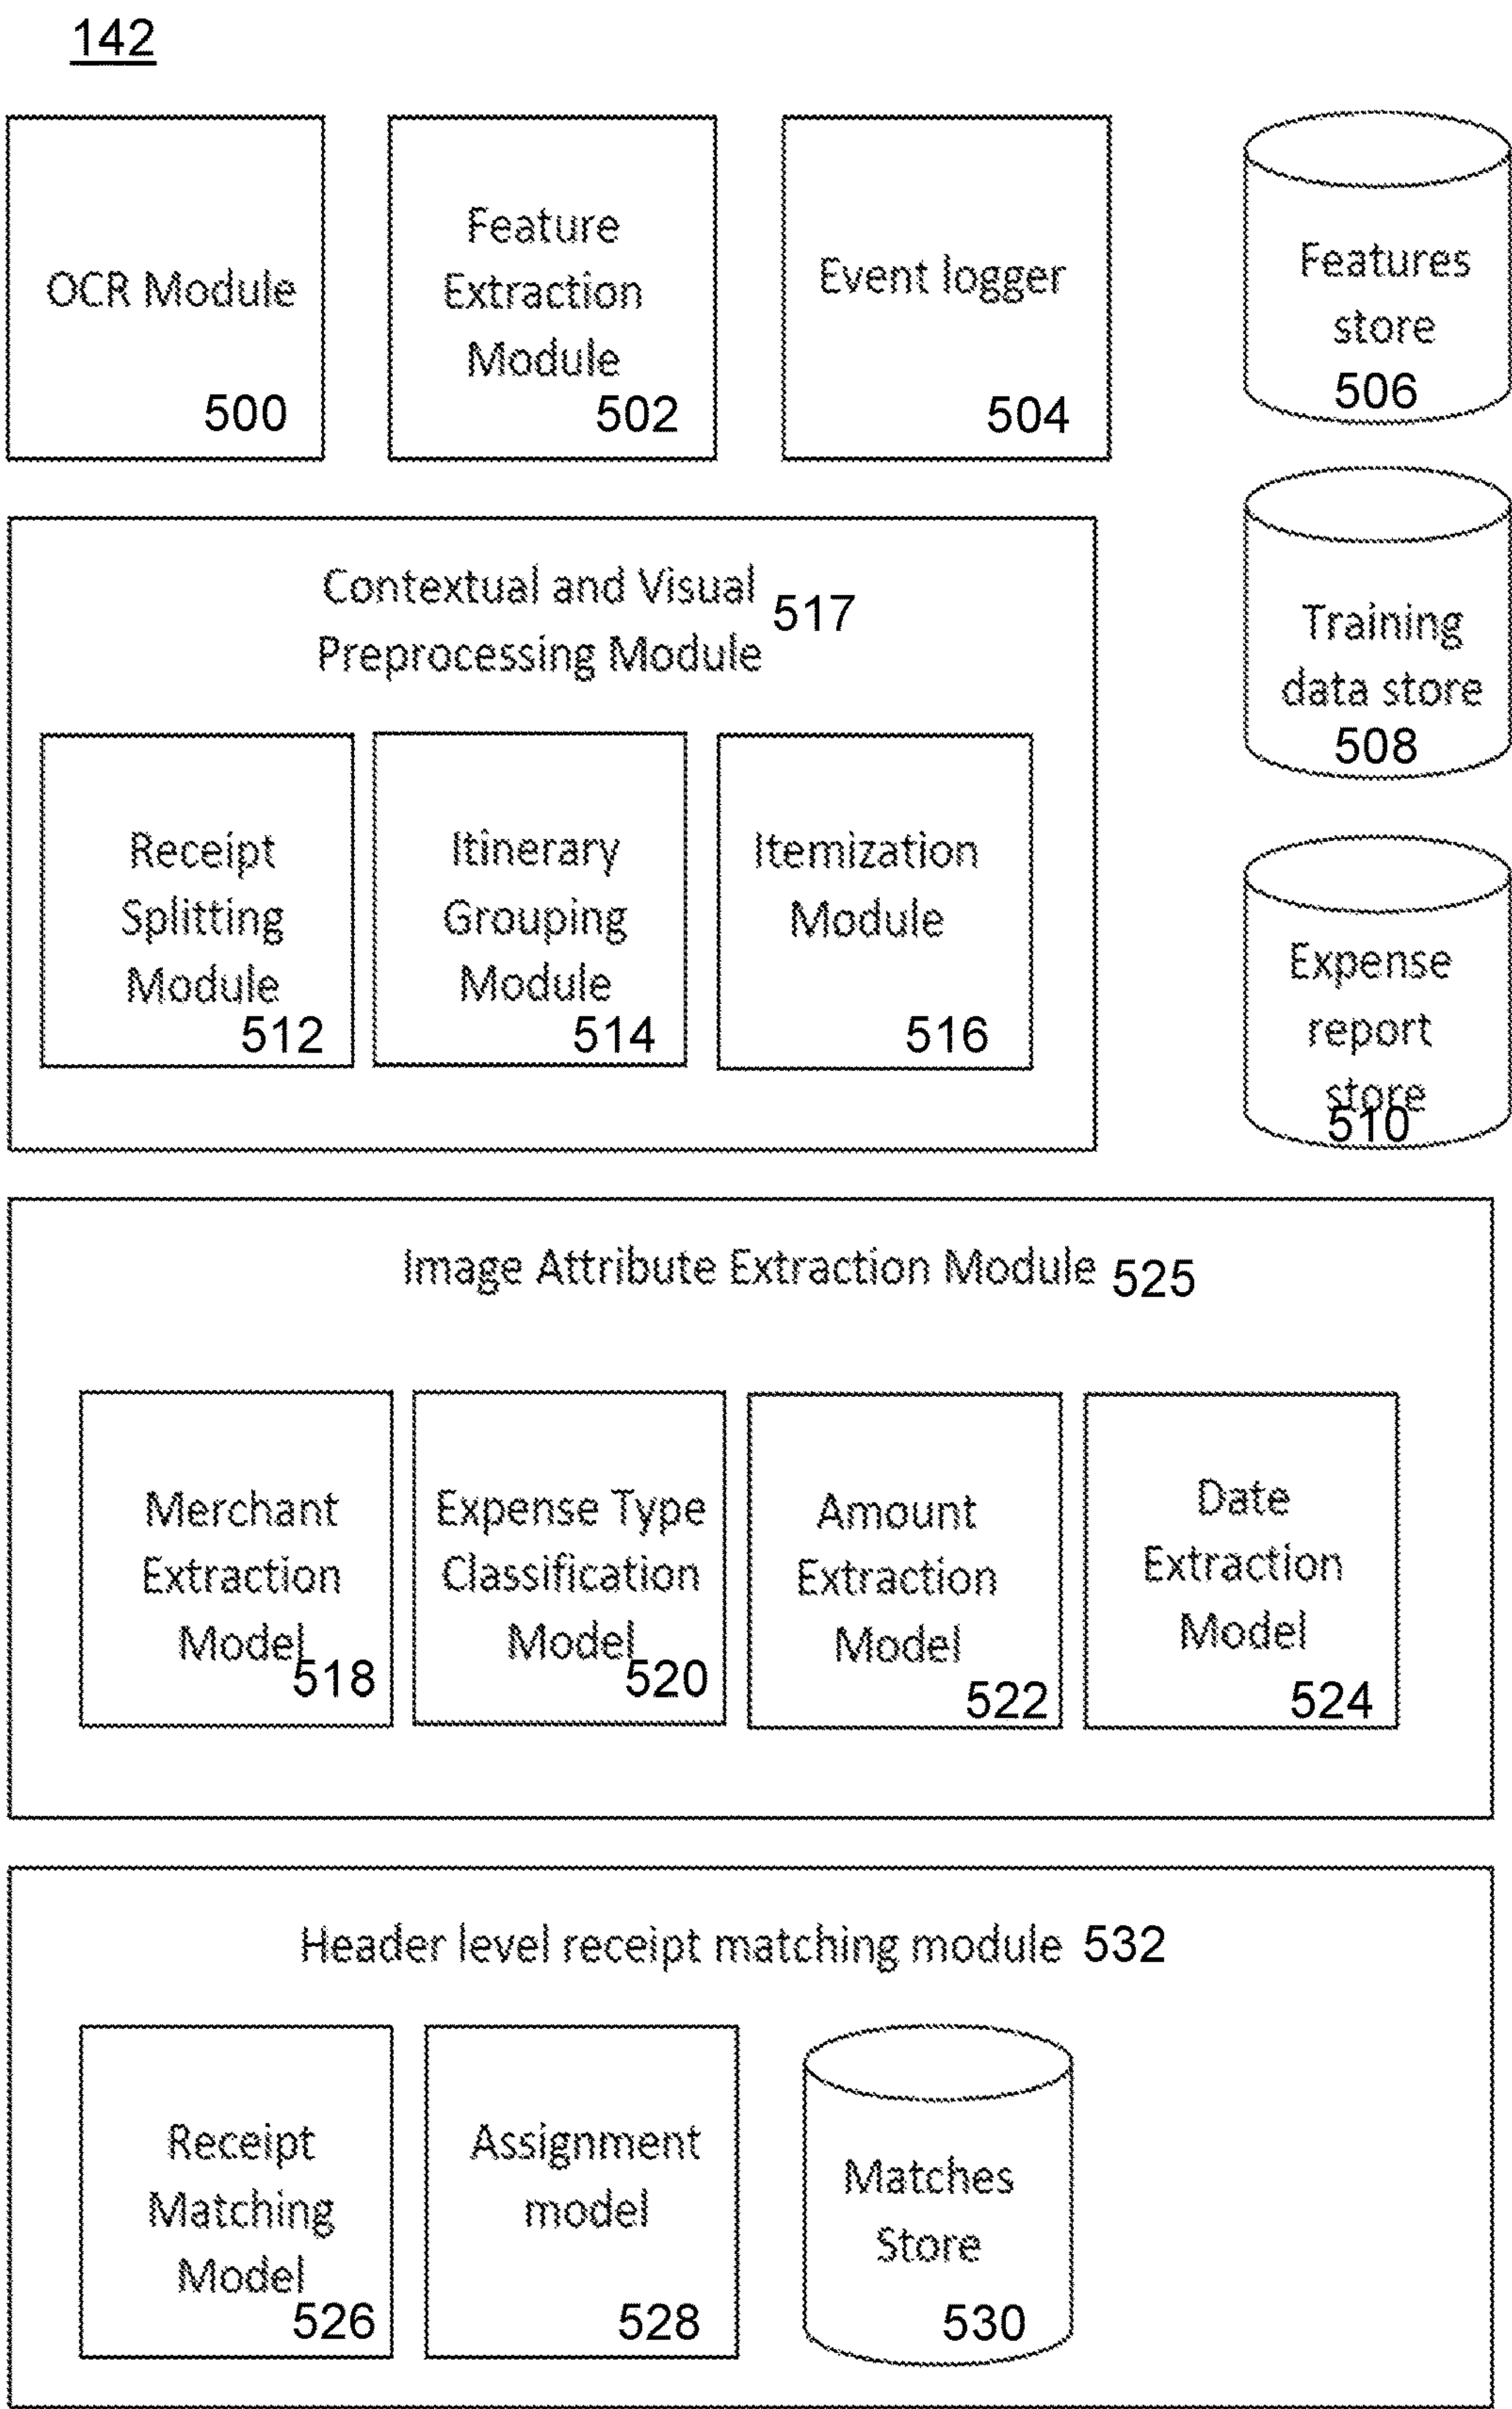 142
OCR Module
500
Feature
Extraction
Module
502
Event logger
504
Features
store
506
Training
data store
508
Expense
report
store
510
Contextual and Visual
Preprocessing Module
517
Receipt
Splitting
Module
512
Itinerary
Grouping
Module
514
Itemization
Module
516
Image Attribute Extraction Module 525
Merchant
Extraction
Model
518
Expense Type
Classification
Model
520
Amount
Extraction
Model
522
Date
Extraction
Model
524
Header level receipt matching module 532
Receipt
Matching
Model
526
Assignment
model
528
Matches
Store
530